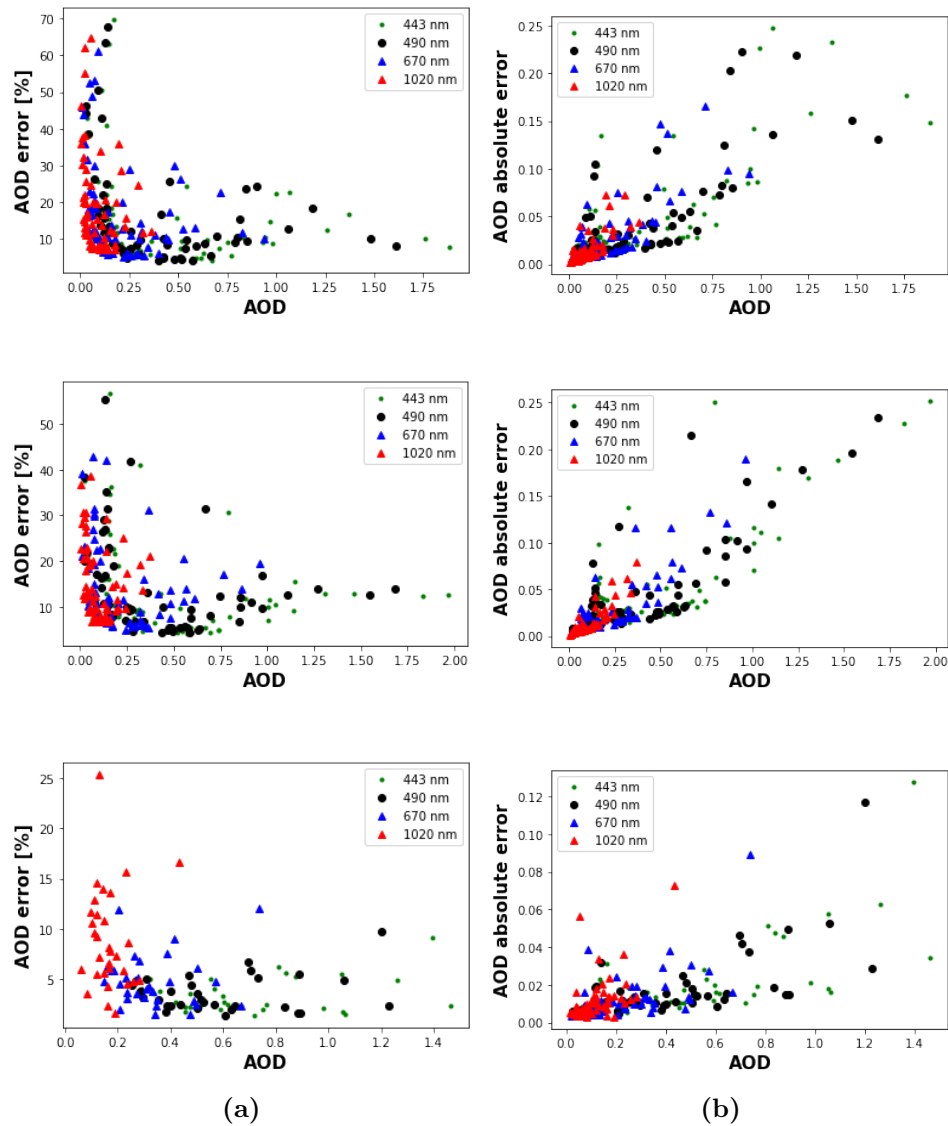 AOD error [%]
70
60
50
40
30
20
10
443 nm
490 nm
670 nm
1020 nm
0.00 0.25 0.50 0.75 1.00 1.25 1.50 1.75
AOD
AOD absolute error
0.25
0.20
0.15
0.10
0.05
0.00
443 nm
490 nm
670 nm
1020 nm
0.00 0.25 0.50 0.75 1.00 1.25 1.50 1.75
AOD
AOD error [%]
50
40
30
20
10
443 nm
490 nm
670 nm
1020 nm
0.00 0.25 0.50 0.75 1.00 1.25 1.50 1.75 2.00
AOD
AOD absolute error
0.25
0.20
0.15
0.10
0.05
0.00
443 nm
490 nm
670 nm
1020 nm
0.00 0.25 0.50 0.75 1.00 1.25 1.50 1.75 2.00
AOD
AOD error [%]
25
20
15
10
5
443 nm
490 nm
670 nm
1020 nm
0.0 0.2 0.4 0.6 0.8 1.0 1.2 1.4
AOD
AOD absolute error
0.12
0.10
0.08
0.06
0.04
0.02
0.00
443 nm
490 nm
670 nm
1020 nm
0.0 0.2 0.4 0.6 0.8 1.0 1.2 1.4
AOD
(a)
(b)